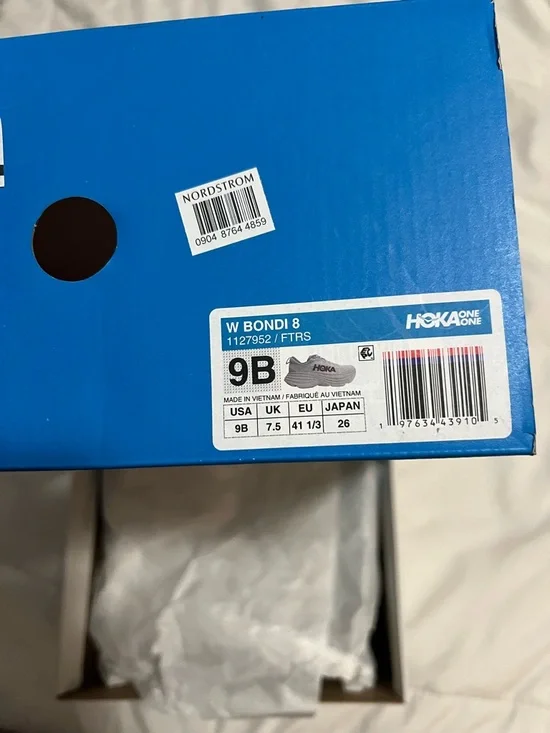 NORDSTROM
0904 8764 4859
W BONDI 8
1127952 / FTRS
HOKA ONE ONE
9B
HOKA
MADE IN VIETNAM / FABRIQUÉ AU VIETNAM
USA UK EU JAPAN
9B 7.5 41 1/3 26
1 97634 43910 5